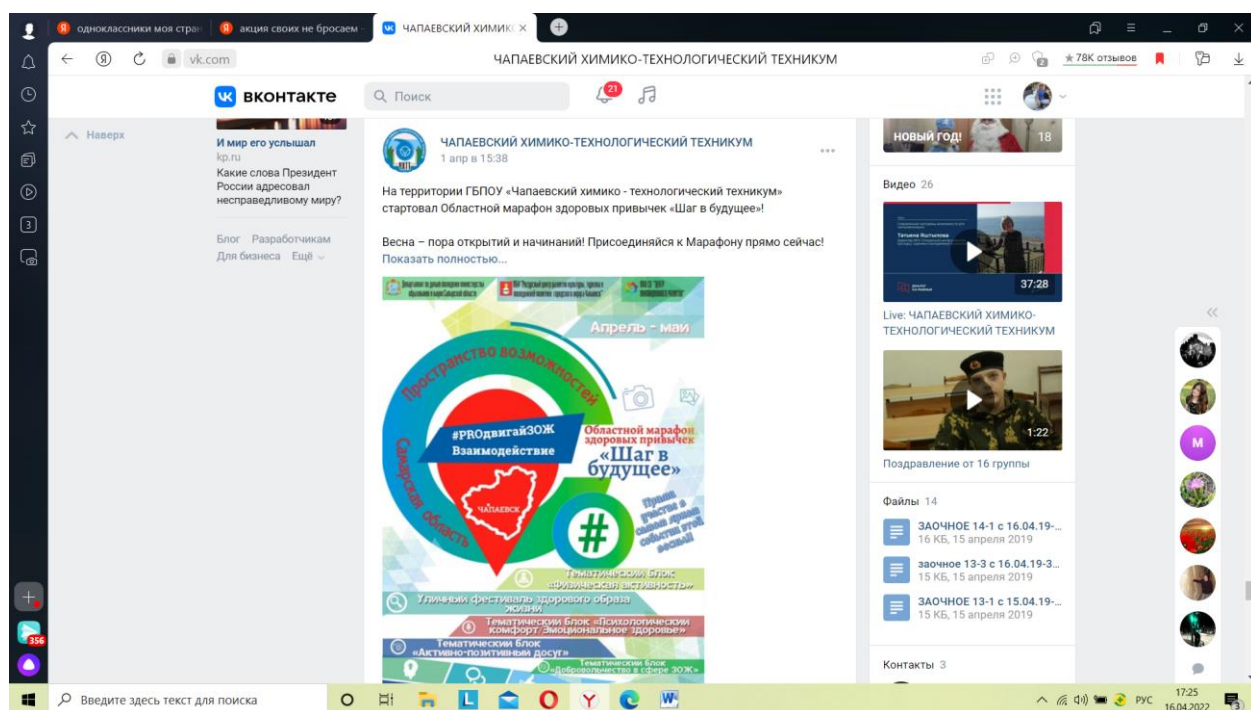 одноклассники моя стран
акция своих не бросаем -
ЧАПАЕВСКИЙ ХИМИК
vk.com
ЧАПАЕВСКИЙ ХИМИКО-ТЕХНОЛОГИЧЕСКИЙ ТЕХНИКУМ
★ 78K отзывов
вконтакте
Поиск
21
Наверх
И мир его услышал
kp.ru
Какие слова Президент
России адресовал
несправедливому миру?
Блог Разработчикам
Для бизнеса Ещё
ЧАПАЕВСКИЙ ХИМИКО-ТЕХНОЛОГИЧЕСКИЙ ТЕХНИКУМ
1 апр в 15:38
На территории ГБПОУ «Чапаевский химико - технологический техникум»
стартовал Областной марафон здоровых привычек «Шаг в будущее»!
Весна – пора открытий и начинаний! Присоединяйся к Марафону прямо сейчас!
Показать полностью...
Апрель - май
Пространство возможностей
Самарская область
#PROдвигайЗОЖ
Взаимодействие
ЧАПАЕВСК
Областной марафон
здоровых привычек
«Шаг в
будущее»
#
Прими
участие в
самом ярком
событии этой
весны!!
Тематический блок
«Физическая активность»
Уличный фестиваль здорового образа
жизни
Тематический Блок «Психологический
комфорт/Эмоциональное здоровье»
Тематический блок
«Активно-позитивный досуг»
Тематический блок
«Добровольчество в сфере ЗОЖ»
НОВЫЙ ГОД!
18
Видео 26
37:28
Live: ЧАПАЕВСКИЙ ХИМИКО-
ТЕХНОЛОГИЧЕСКИЙ ТЕХНИКУМ
1:22
Поздравление от 16 группы
Файлы 14
ЗАОЧНОЕ 14-1 с 16.04.19-...
16 КБ, 15 апреля 2019
заочное 13-3 с 16.04.19-3...
15 КБ, 15 апреля 2019
ЗАОЧНОЕ 13-1 с 15.04.19-...
15 КБ, 15 апреля 2019
Контакты 3
М
356
Введите здесь текст для поиска
РУС
17:25
16.04.2022